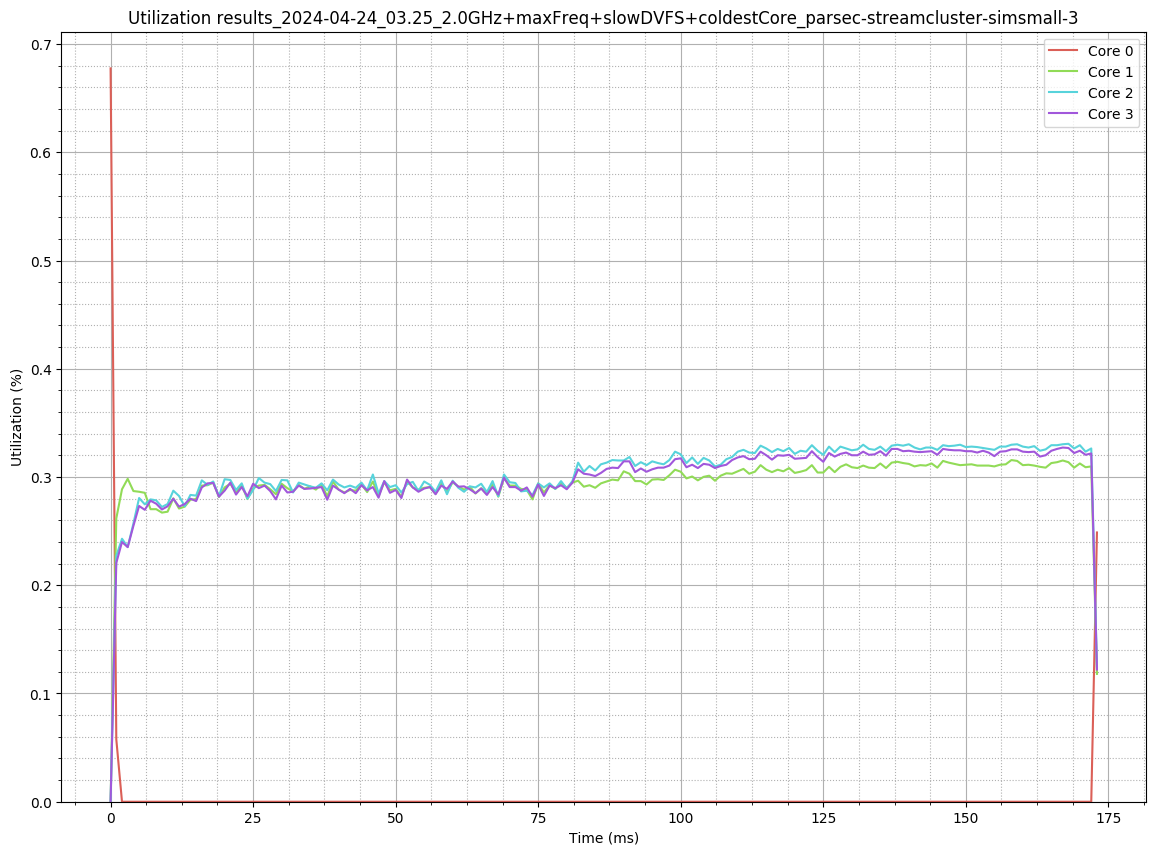 Utilization results_2024-04-24_03.25_2.0GHz+maxFreq+slowDVFS+coldestCore_parsec-streamcluster-simsmall-3
Core 0
Core 1
Core 2
Core 3
Utilization (%)
0.7
0.6
0.5
0.4
0.3
0.2
0.1
0.0
0 25 50 75 100 125 150 175
Time (ms)